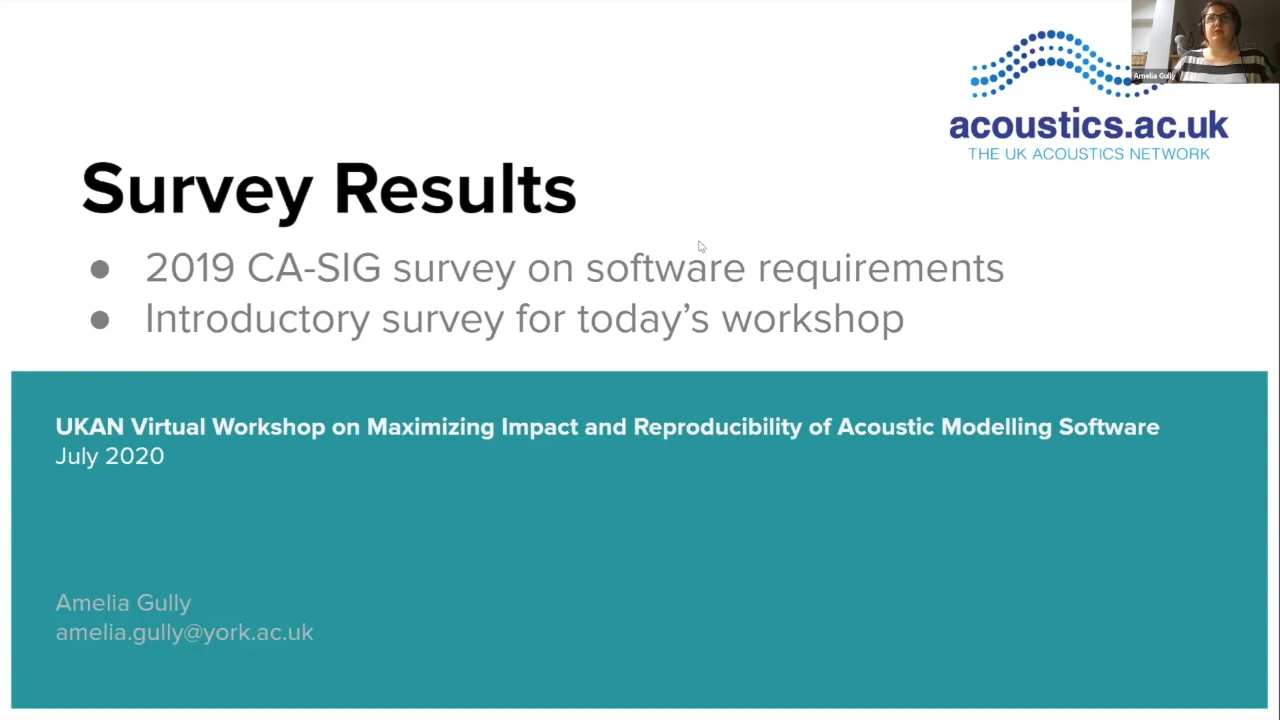 Amelia Gully
acoustics.ac.uk
THE UK ACOUSTICS NETWORK
Survey Results
● 2019 CA-SIG survey on software requirements
● Introductory survey for today’s workshop
UKAN Virtual Workshop on Maximizing Impact and Reproducibility of Acoustic Modelling Software
July 2020
Amelia Gully
amelia.gully@york.ac.uk